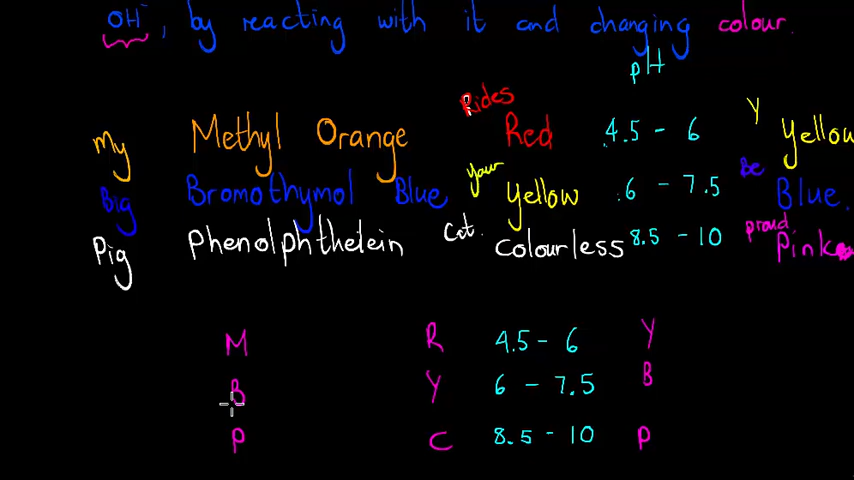 OH⁻, by reacting with it and changing colour.
pH
My Methyl Orange Rides Red 4.5 - 6 Y Yellow
Big Bromothymol Blue your Yellow 6 - 7.5 Be Blue.
Pig Phenolphthelein Cat. colourless 8.5 - 10 proud Pink
M R 4.5 - 6 Y
B Y 6 - 7.5 B
P C 8.5 - 10 P